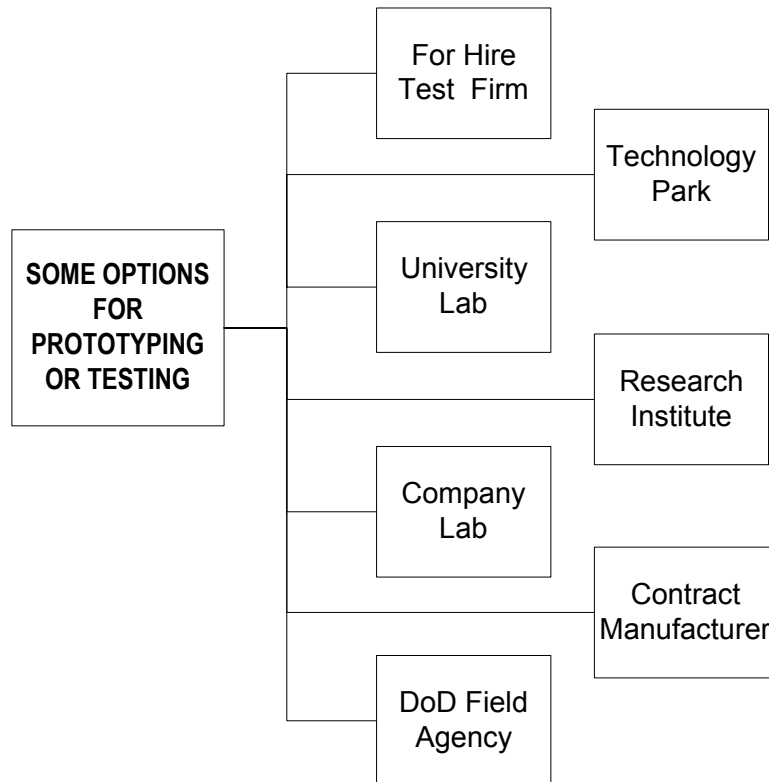 For Hire
Test Firm
Technology
Park
University
Lab
SOME OPTIONS
FOR
PROTOTYPING
OR TESTING
Research
Institute
Company
Lab
Contract
Manufacturer
DoD Field
Agency